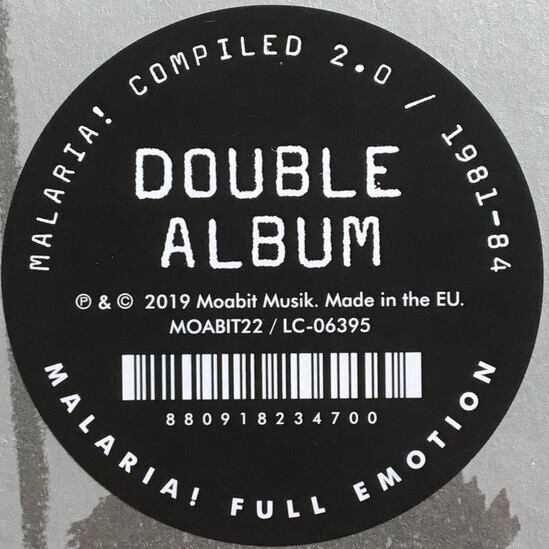 MALARIA! COMPILED 2.0 / 1981-84
DOUBLE
ALBUM
℗ & © 2019 Moabit Musik. Made in the EU.
MOABIT22 / LC-06395
880918234700
MALARIA! FULL EMOTION